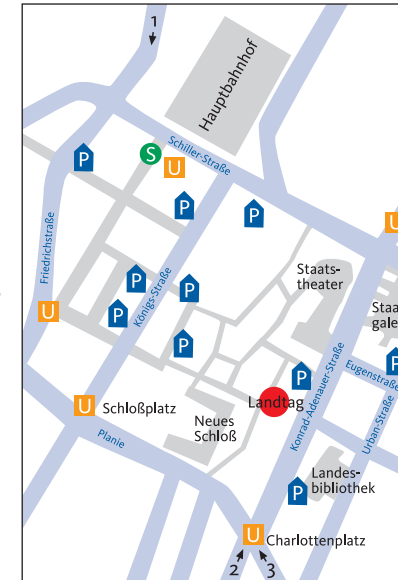 1
Hauptbahnhof
Schiller-Straße
S
U
P
P
P
Friedrichstraße
U
Staats-
theater
Staa
gale
P
P
P
P
Königs-Straße
U
P
P
Eugenstraße
Konrad-Adenauer-Straße
Urban-Straße
Landtag
U
Schloßplatz
Neues
Schloß
Planie
Landes-
bibliothek
P
U
Charlottenplatz
2
3